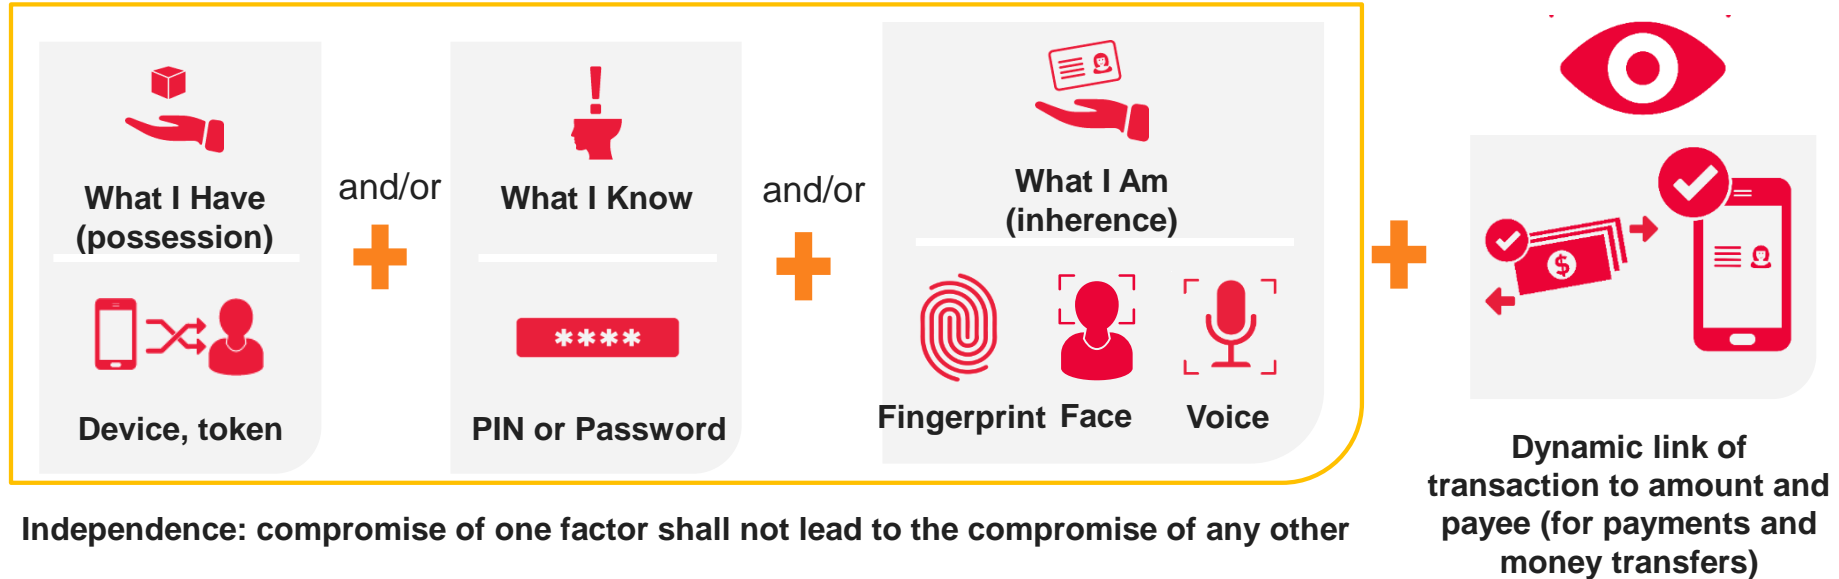 What I Have
(possession)
Device, token
and/or
What I Know
****
PIN or Password
and/or
What I Am
(inherence)
Fingerprint
Face
Voice
$
Dynamic link of
transaction to amount and
payee (for payments and
money transfers)
Independence: compromise of one factor shall not lead to the compromise of any other